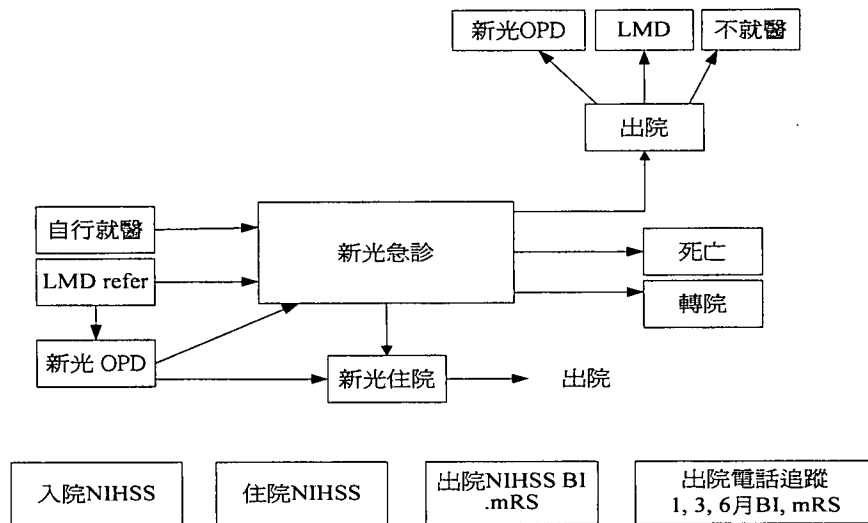 新光OPD
LMD
不就醫
出院
自行就醫
新光急診
死亡
LMD refer
轉院
新光 OPD
新光住院
出院
入院NIHSS
住院NIHSS
出院NIHSS BI
.mRS
出院電話追蹤
1, 3, 6月BI, mRS